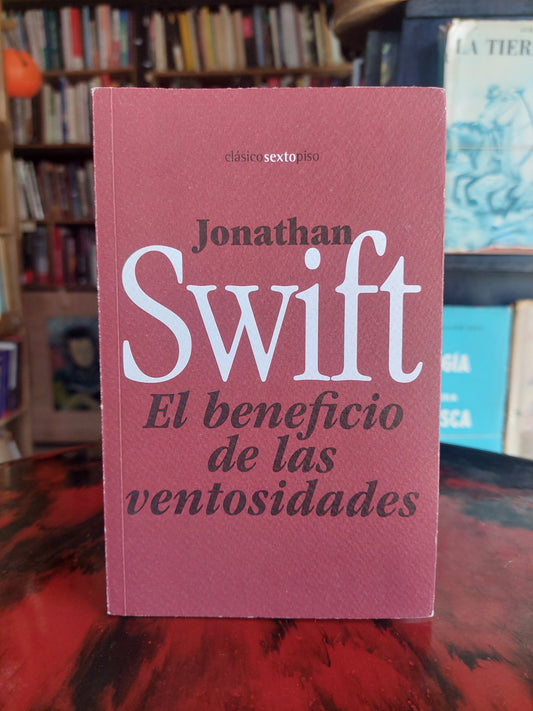 clásicosextopiso
Jonathan
Swift
El beneficio
de las
ventosidades
LA TIER
GÍA
SCA